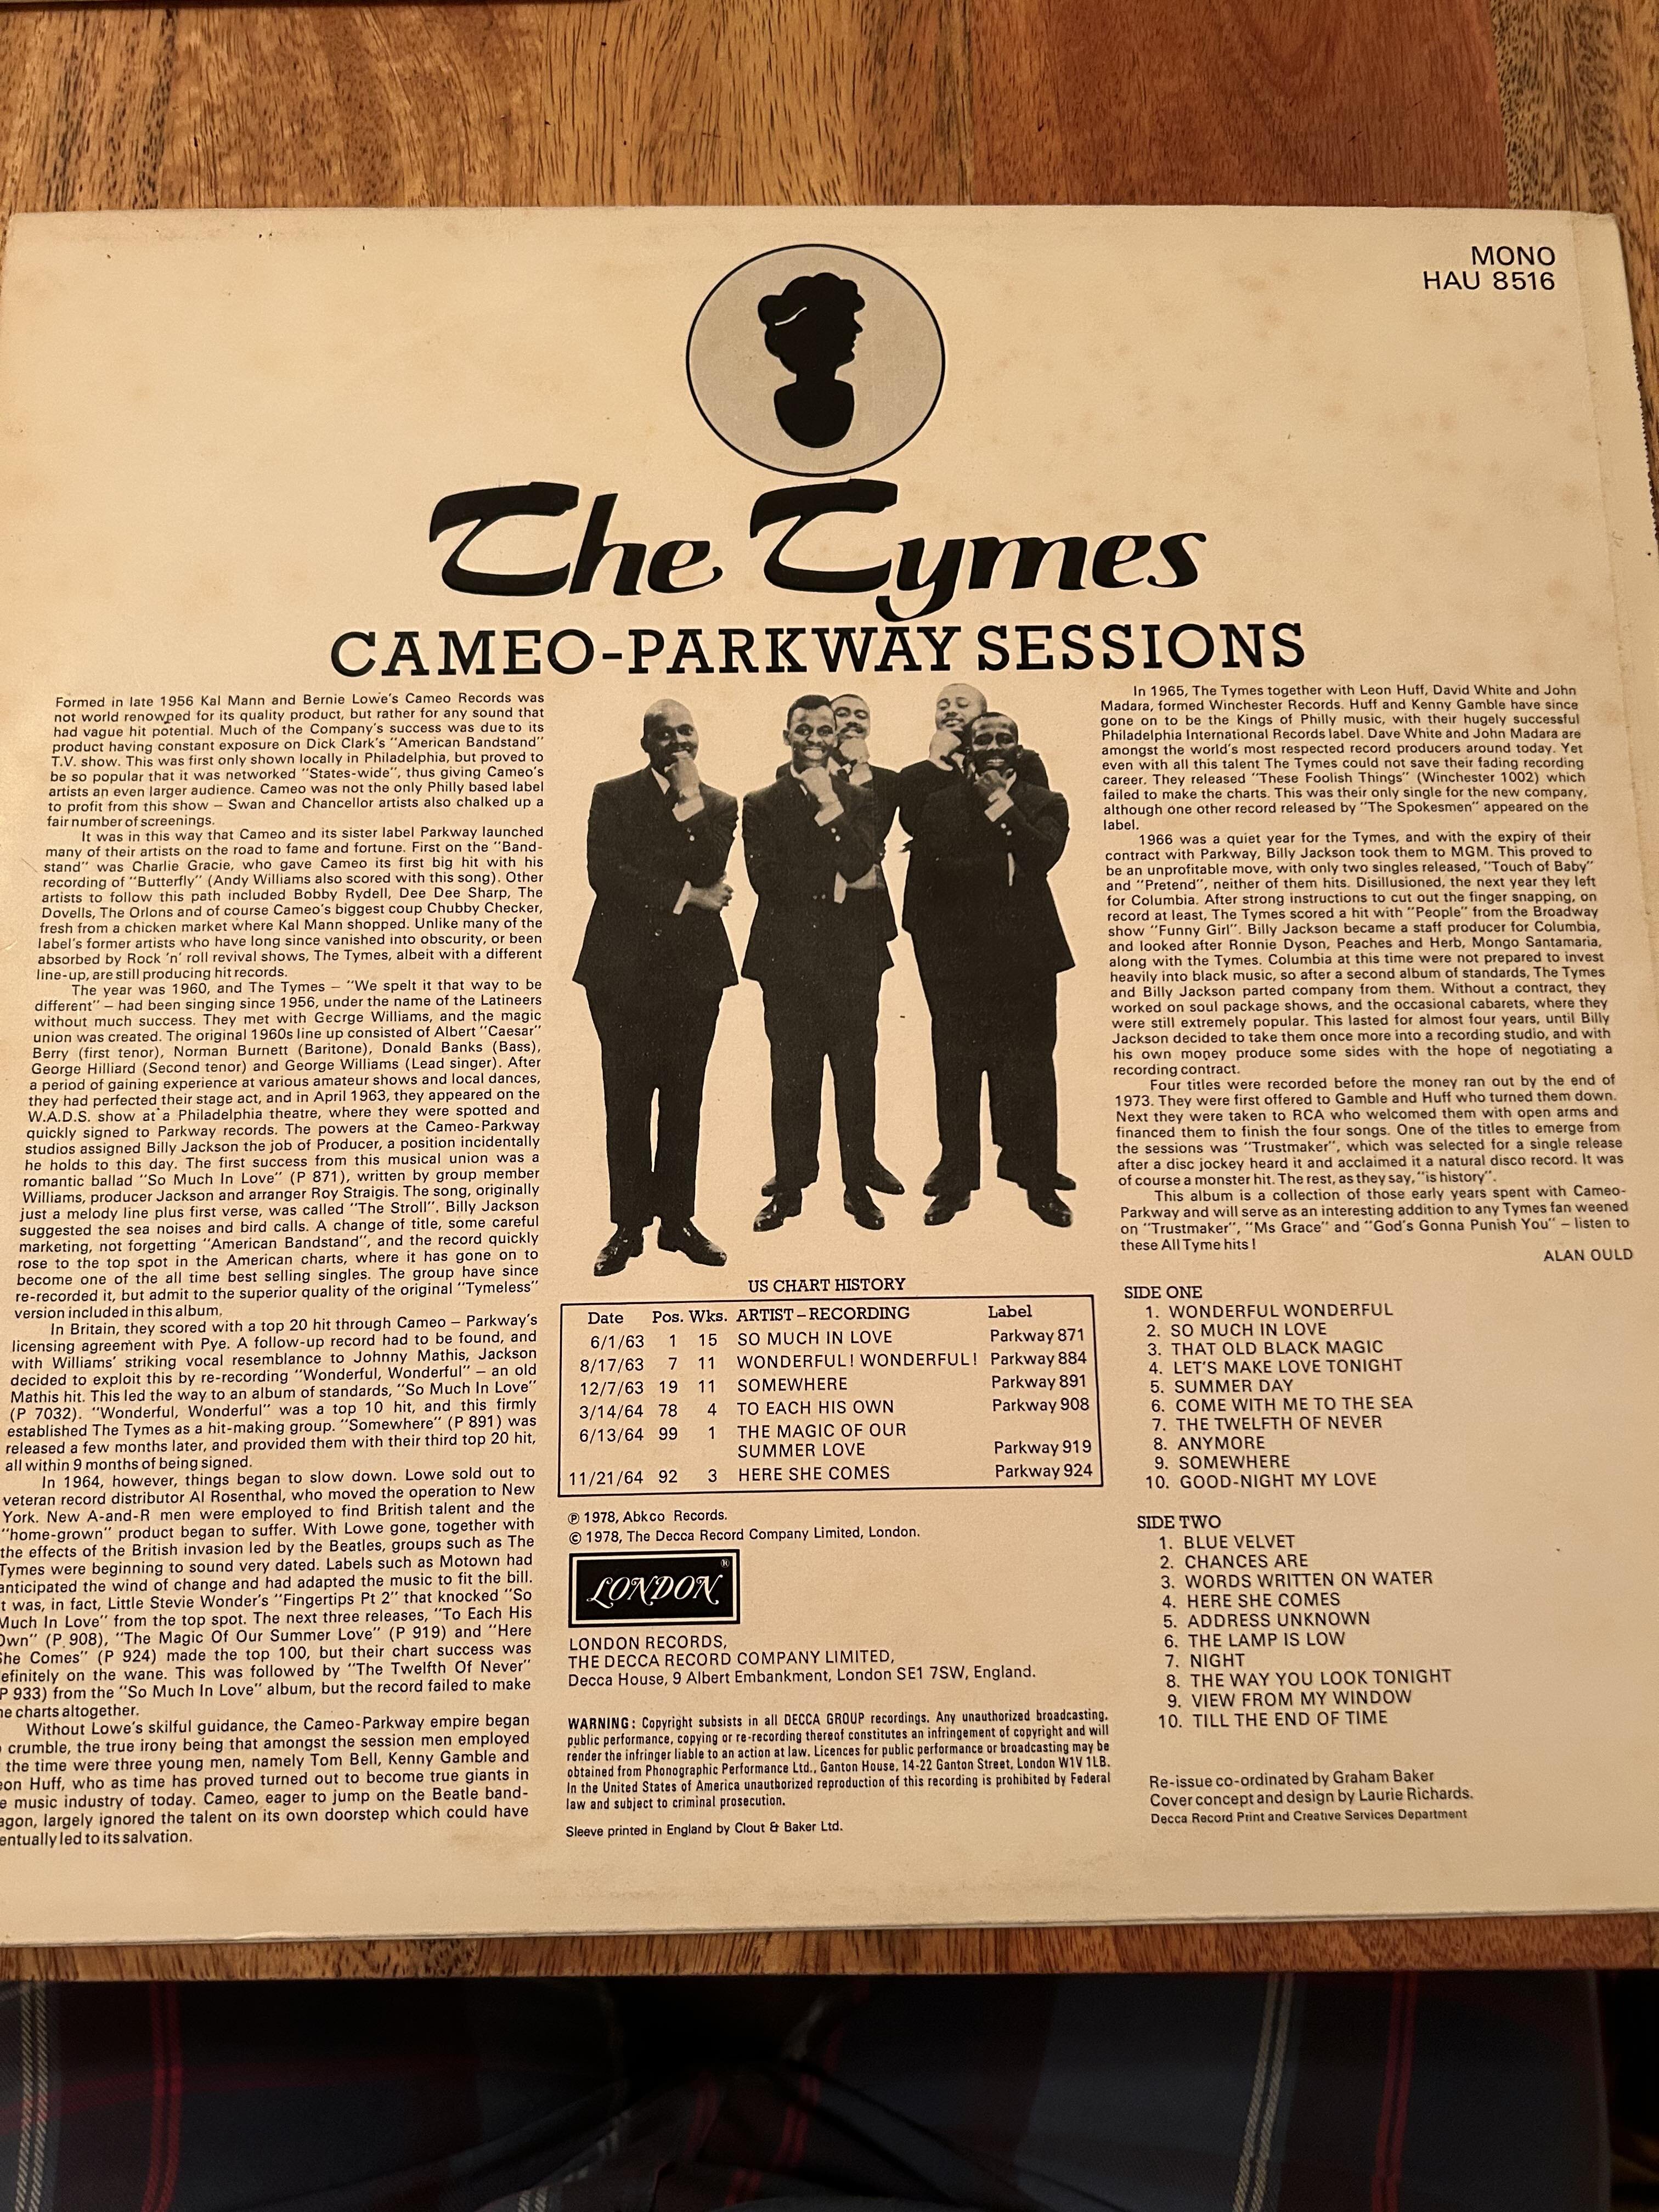 MONO
HAU 8516
The Tymes
CAMEO-PARKWAY SESSIONS
Formed in late 1956 Kal Mann and Bernie Lowe's Cameo Records was
not world renowned for its quality product, but rather for any sound that
had vague hit potential. Much of the Company's success was due to its
product having constant exposure on Dick Clark's "American Bandstand"
T.V. show. This was first only shown locally in Philadelphia, but proved to
be so popular that it was networked "States-wide", thus giving Cameo's
artists an even larger audience. Cameo was not the only Philly based label
to profit from this show – Swan and Chancellor artists also chalked up a
fair number of screenings.
It was in this way that Cameo and its sister label Parkway launched
many of their artists on the road to fame and fortune. First on the "Band-
stand" was Charlie Gracie, who gave Cameo its first big hit with his
recording of "Butterfly" (Andy Williams also scored with this song). Other
artists to follow this path included Bobby Rydell, Dee Dee Sharp, The
Dovells, The Orlons and of course Cameo's biggest coup Chubby Checker,
fresh from a chicken market where Kal Mann shopped. Unlike many of the
label's former artists who have long since vanished into obscurity, or been
absorbed by Rock 'n' roll revival shows, The Tymes, albeit with a different
line-up, are still producing hit records.
The year was 1960, and The Tymes – "We spelt it that way to be
different" – had been singing since 1956, under the name of the Latineers
without much success. They met with George Williams, and the magic
union was created. The original 1960s line up consisted of Albert "Caesar"
Berry (first tenor), Norman Burnett (Baritone), Donald Banks (Bass),
George Hilliard (Second tenor) and George Williams (Lead singer). After
a period of gaining experience at various amateur shows and local dances,
they had perfected their stage act, and in April 1963, they appeared on the
W.A.D.S. show at a Philadelphia theatre, where they were spotted and
quickly signed to Parkway records. The powers at the Cameo-Parkway
studios assigned Billy Jackson the job of Producer, a position incidentally
he holds to this day. The first success from this musical union was a
romantic ballad "So Much In Love" (P 871), written by group member
Williams, producer Jackson and arranger Roy Straigis. The song, originally
just a melody line plus first verse, was called "The Stroll". Billy Jackson
suggested the sea noises and bird calls. A change of title, some careful
marketing, not forgetting "American Bandstand", and the record quickly
rose to the top spot in the American charts, where it has gone on to
become one of the all time best selling singles. The group have since
re-recorded it, but admit to the superior quality of the original "Tymeless"
version included in this album.
In Britain, they scored with a top 20 hit through Cameo – Parkway's
licensing agreement with Pye. A follow-up record had to be found, and
with Williams' striking vocal resemblance to Johnny Mathis, Jackson
decided to exploit this by re-recording "Wonderful, Wonderful" – an old
Mathis hit. This led the way to an album of standards, "So Much In Love"
(P 7032). "Wonderful, Wonderful" was a top 10 hit, and this firmly
established The Tymes as a hit-making group. "Somewhere" (P 891) was
released a few months later, and provided them with their third top 20 hit,
all within 9 months of being signed.
In 1964, however, things began to slow down. Lowe sold out to
veteran record distributor Al Rosenthal, who moved the operation to New
York. New A-and-R men were employed to find British talent and the
"home-grown" product began to suffer. With Lowe gone, together with
the effects of the British invasion led by the Beatles, groups such as The
Tymes were beginning to sound very dated. Labels such as Motown had
anticipated the wind of change and had adapted the music to fit the bill.
t was, in fact, Little Stevie Wonder's "Fingertips Pt 2" that knocked "So
Much In Love" from the top spot. The next three releases, "To Each His
Own" (P 908), "The Magic Of Our Summer Love" (P 919) and "Here
She Comes" (P 924) made the top 100, but their chart success was
efinitely on the wane. This was followed by "The Twelfth Of Never"
P 933) from the "So Much In Love" album, but the record failed to make
he charts altogether.
Without Lowe's skilful guidance, the Cameo-Parkway empire began
crumble, the true irony being that amongst the session men employed
the time were three young men, namely Tom Bell, Kenny Gamble and
eon Huff, who as time has proved turned out to become true giants in
e music industry of today. Cameo, eager to jump on the Beatle band-
agon, largely ignored the talent on its own doorstep which could have
entually led to its salvation.
US CHART HISTORY
Date Pos. Wks. ARTIST – RECORDING Label
6/1/63 1 15 SO MUCH IN LOVE Parkway 871
8/17/63 7 11 WONDERFUL! WONDERFUL! Parkway 884
12/7/63 19 11 SOMEWHERE Parkway 891
3/14/64 78 4 TO EACH HIS OWN Parkway 908
6/13/64 99 1 THE MAGIC OF OUR
SUMMER LOVE Parkway 919
11/21/64 92 3 HERE SHE COMES Parkway 924
℗ 1978, Abkco Records.
© 1978, The Decca Record Company Limited, London.
LONDON ®
LONDON RECORDS,
THE DECCA RECORD COMPANY LIMITED,
Decca House, 9 Albert Embankment, London SE1 7SW, England.
WARNING: Copyright subsists in all DECCA GROUP recordings. Any unauthorized broadcasting,
public performance, copying or re-recording thereof constitutes an infringement of copyright and will
render the infringer liable to an action at law. Licences for public performance or broadcasting may be
obtained from Phonographic Performance Ltd., Ganton House, 14-22 Ganton Street, London W1V 1LB.
In the United States of America unauthorized reproduction of this recording is prohibited by Federal
law and subject to criminal prosecution.
Sleeve printed in England by Clout & Baker Ltd.
In 1965, The Tymes together with Leon Huff, David White and John
Madara, formed Winchester Records. Huff and Kenny Gamble have since
gone on to be the Kings of Philly music, with their hugely successful
Philadelphia International Records label. Dave White and John Madara are
amongst the world's most respected record producers around today. Yet
even with all this talent The Tymes could not save their fading recording
career. They released "These Foolish Things" (Winchester 1002) which
failed to make the charts. This was their only single for the new company,
although one other record released by "The Spokesmen" appeared on the
label.
1966 was a quiet year for the Tymes, and with the expiry of their
contract with Parkway, Billy Jackson took them to MGM. This proved to
be an unprofitable move, with only two singles released, "Touch of Baby"
and "Pretend", neither of them hits. Disillusioned, the next year they left
for Columbia. After strong instructions to cut out the finger snapping, on
record at least, The Tymes scored a hit with "People" from the Broadway
show "Funny Girl". Billy Jackson became a staff producer for Columbia,
and looked after Ronnie Dyson, Peaches and Herb, Mongo Santamaria,
along with the Tymes. Columbia at this time were not prepared to invest
heavily into black music, so after a second album of standards, The Tymes
and Billy Jackson parted company from them. Without a contract, they
worked on soul package shows, and the occasional cabarets, where they
were still extremely popular. This lasted for almost four years, until Billy
Jackson decided to take them once more into a recording studio, and with
his own money produce some sides with the hope of negotiating a
recording contract.
Four titles were recorded before the money ran out by the end of
1973. They were first offered to Gamble and Huff who turned them down.
Next they were taken to RCA who welcomed them with open arms and
financed them to finish the four songs. One of the titles to emerge from
the sessions was "Trustmaker", which was selected for a single release
after a disc jockey heard it and acclaimed it a natural disco record. It was
of course a monster hit. The rest, as they say, "is history".
This album is a collection of those early years spent with Cameo-
Parkway and will serve as an interesting addition to any Tymes fan weened
on "Trustmaker", "Ms Grace" and "God's Gonna Punish You" – listen to
these All Tyme hits!
ALAN OULD
SIDE ONE
1. WONDERFUL WONDERFUL
2. SO MUCH IN LOVE
3. THAT OLD BLACK MAGIC
4. LET'S MAKE LOVE TONIGHT
5. SUMMER DAY
6. COME WITH ME TO THE SEA
7. THE TWELFTH OF NEVER
8. ANYMORE
9. SOMEWHERE
10. GOOD-NIGHT MY LOVE
SIDE TWO
1. BLUE VELVET
2. CHANCES ARE
3. WORDS WRITTEN ON WATER
4. HERE SHE COMES
5. ADDRESS UNKNOWN
6. THE LAMP IS LOW
7. NIGHT
8. THE WAY YOU LOOK TONIGHT
9. VIEW FROM MY WINDOW
10. TILL THE END OF TIME
Re-issue co-ordinated by Graham Baker
Cover concept and design by Laurie Richards.
Decca Record Print and Creative Services Department